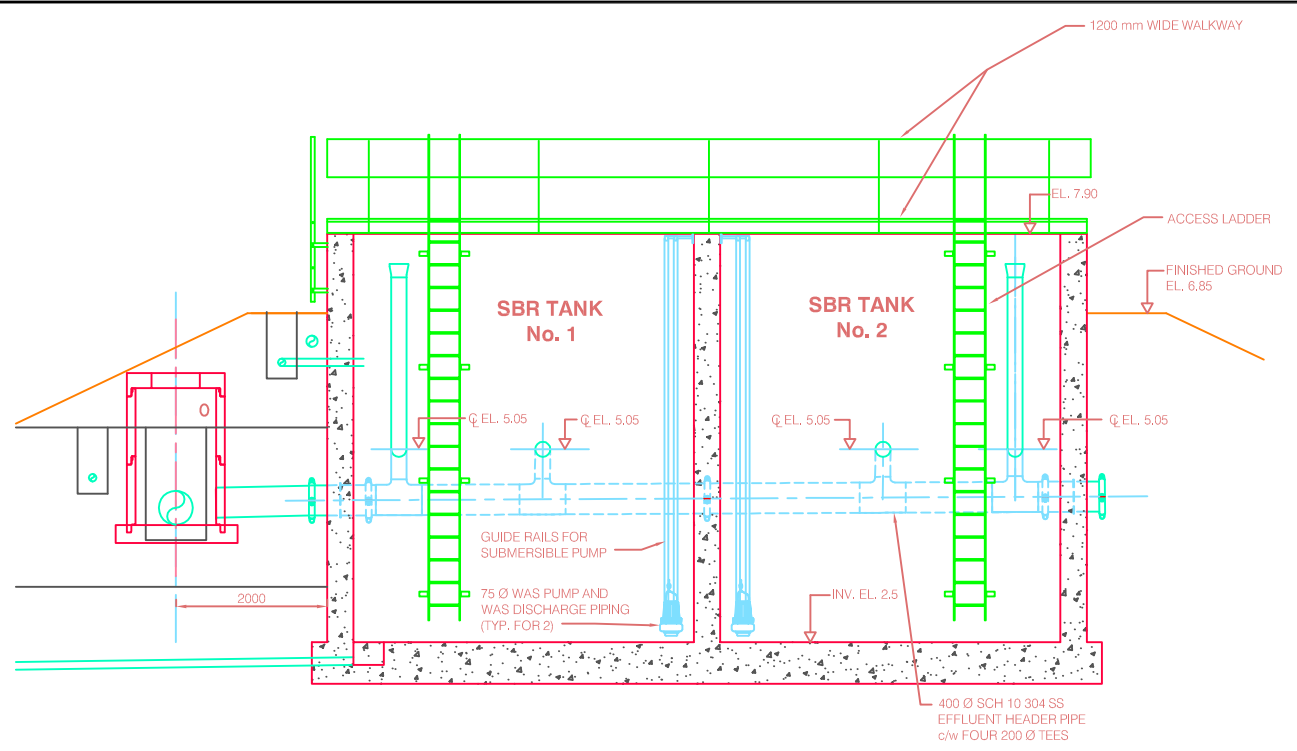 1200 mm WIDE WALKWAY
EL. 7.90
ACCESS LADDER
FINISHED GROUND
EL. 6.85
SBR TANK
No. 1
SBR TANK
No. 2
℄ EL. 5.05
℄ EL. 5.05
℄ EL. 5.05
℄ EL. 5.05
GUIDE RAILS FOR
SUBMERSIBLE PUMP
75 Ø WAS PUMP AND
WAS DISCHARGE PIPING
(TYP. FOR 2)
INV. EL. 2.5
2000
400 Ø SCH 10 304 SS
EFFLUENT HEADER PIPE
c/w FOUR 200 Ø TEES